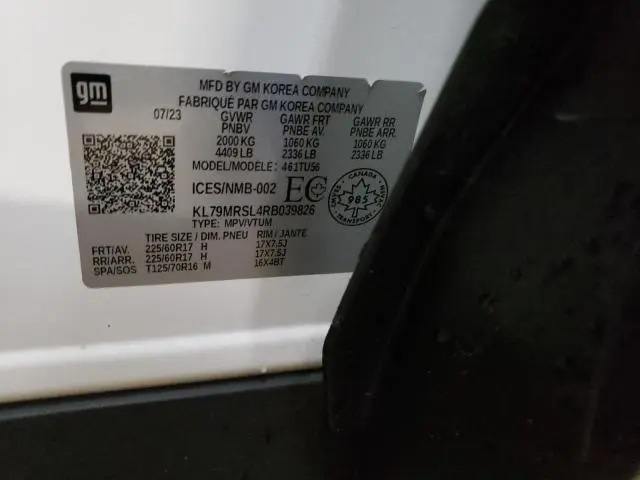 gm
MFD BY GM KOREA COMPANY
FABRIQUÉ PAR GM KOREA COMPANY
07/23 GVWR GAWR FRT GAWR RR
PNBV PNBE AV. PNBE ARR.
2000 KG 1060 KG 1060 KG
4409 LB 2336 LB 2336 LB
MODEL/MODÈLE: 461TU56
ICES/NMB-002 EC
CANADA
985
TRANSPORT
KL79MRSL4RB039826
TYPE: MPV/VTUM
TIRE SIZE / DIM. PNEU RIM / JANTE
FRT/AV. 225/60R17 H 17X7.5J
RR/ARR. 225/60R17 H 17X7.5J
SPA/SOS T125/70R16 M 16X4BT